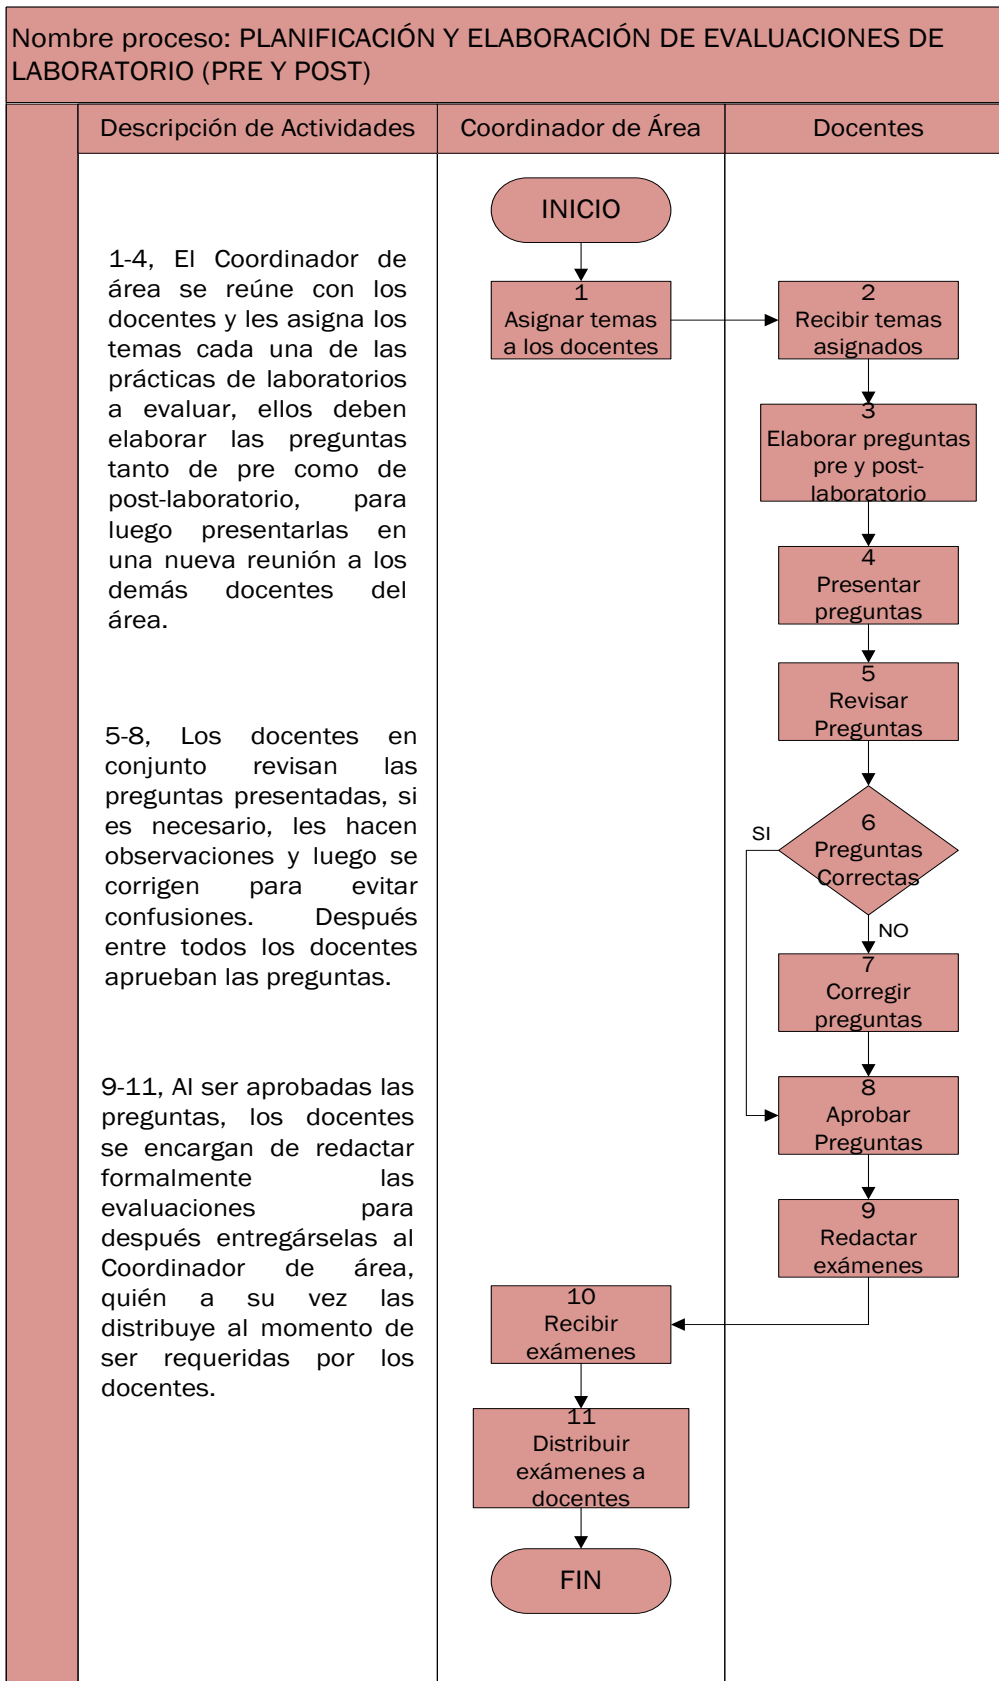 Nombre proceso: PLANIFICACIÓN Y ELABORACIÓN DE EVALUACIONES DE
LABORATORIO (PRE Y POST)
Descripción de Actividades
Coordinador de Área
Docentes
1-4, El Coordinador de
área se reúne con los
docentes y les asigna los
temas cada una de las
prácticas de laboratorios
a evaluar, ellos deben
elaborar las preguntas
tanto de pre como de
post-laboratorio, para
luego presentarlas en
una nueva reunión a los
demás docentes del
área.
5-8, Los docentes en
conjunto revisan las
preguntas presentadas, si
es necesario, les hacen
observaciones y luego se
corrigen para evitar
confusiones. Después
entre todos los docentes
aprueban las preguntas.
9-11, Al ser aprobadas las
preguntas, los docentes
se encargan de redactar
formalmente las
evaluaciones para
después entregárselas al
Coordinador de área,
quién a su vez las
distribuye al momento de
ser requeridas por los
docentes.
INICIO
1
Asignar temas
a los docentes
2
Recibir temas
asignados
3
Elaborar preguntas
pre y post-
laboratorio
4
Presentar
preguntas
5
Revisar
Preguntas
6
Preguntas
Correctas
SI
NO
7
Corregir
preguntas
8
Aprobar
Preguntas
9
Redactar
exámenes
10
Recibir
exámenes
11
Distribuir
exámenes a
docentes
FIN